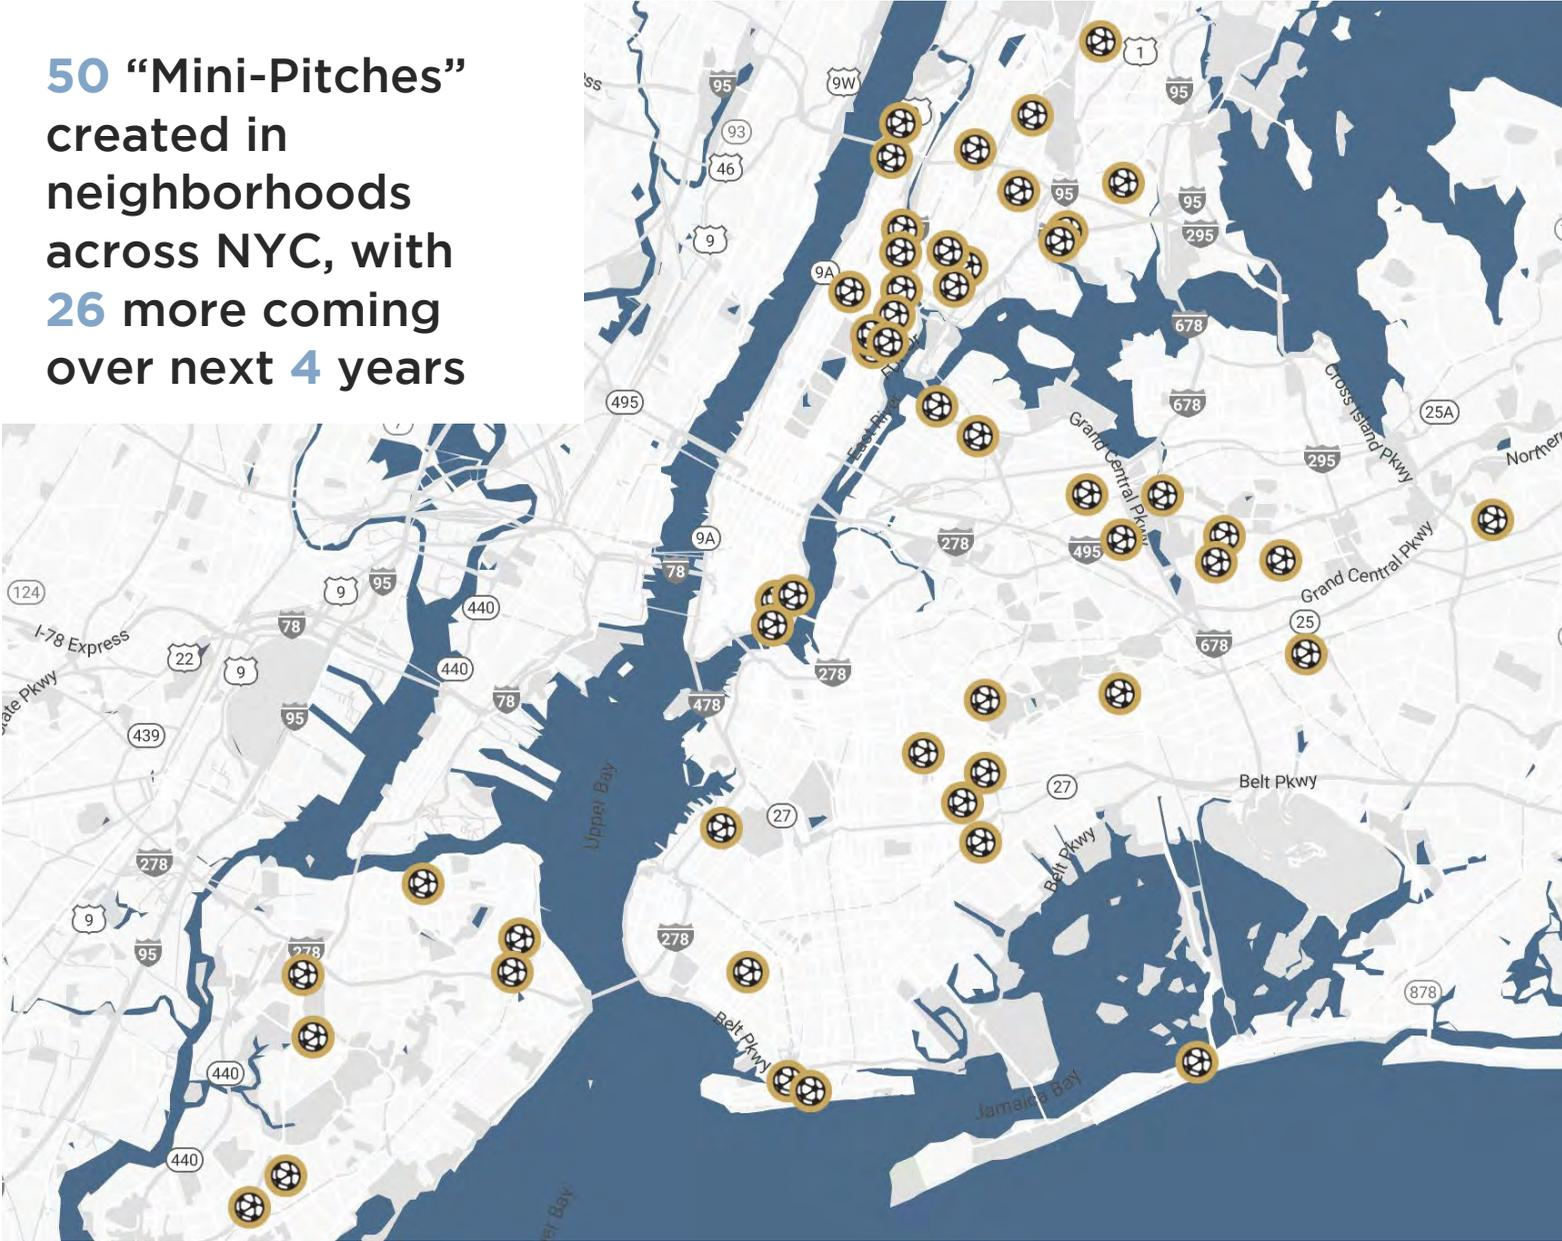 50 “Mini-Pitches”
created in
neighborhoods
across NYC, with
26 more coming
over next 4 years
1
95
9W
95
93
46
95
95
9
295
9A
678
495
678
25A
Cross Island Pkwy
East River
Grand Central Pkwy
295
9A
278
495
78
124
9
95
440
Grand Central Pkwy
78
I-78 Express
25
22
9
440
678
278
78
478
95
439
Belt Pkwy
27
Upper Bay
27
Belt Pkwy
278
9
95
278
278
878
Belt Pkwy
440
Jamaica Bay
440